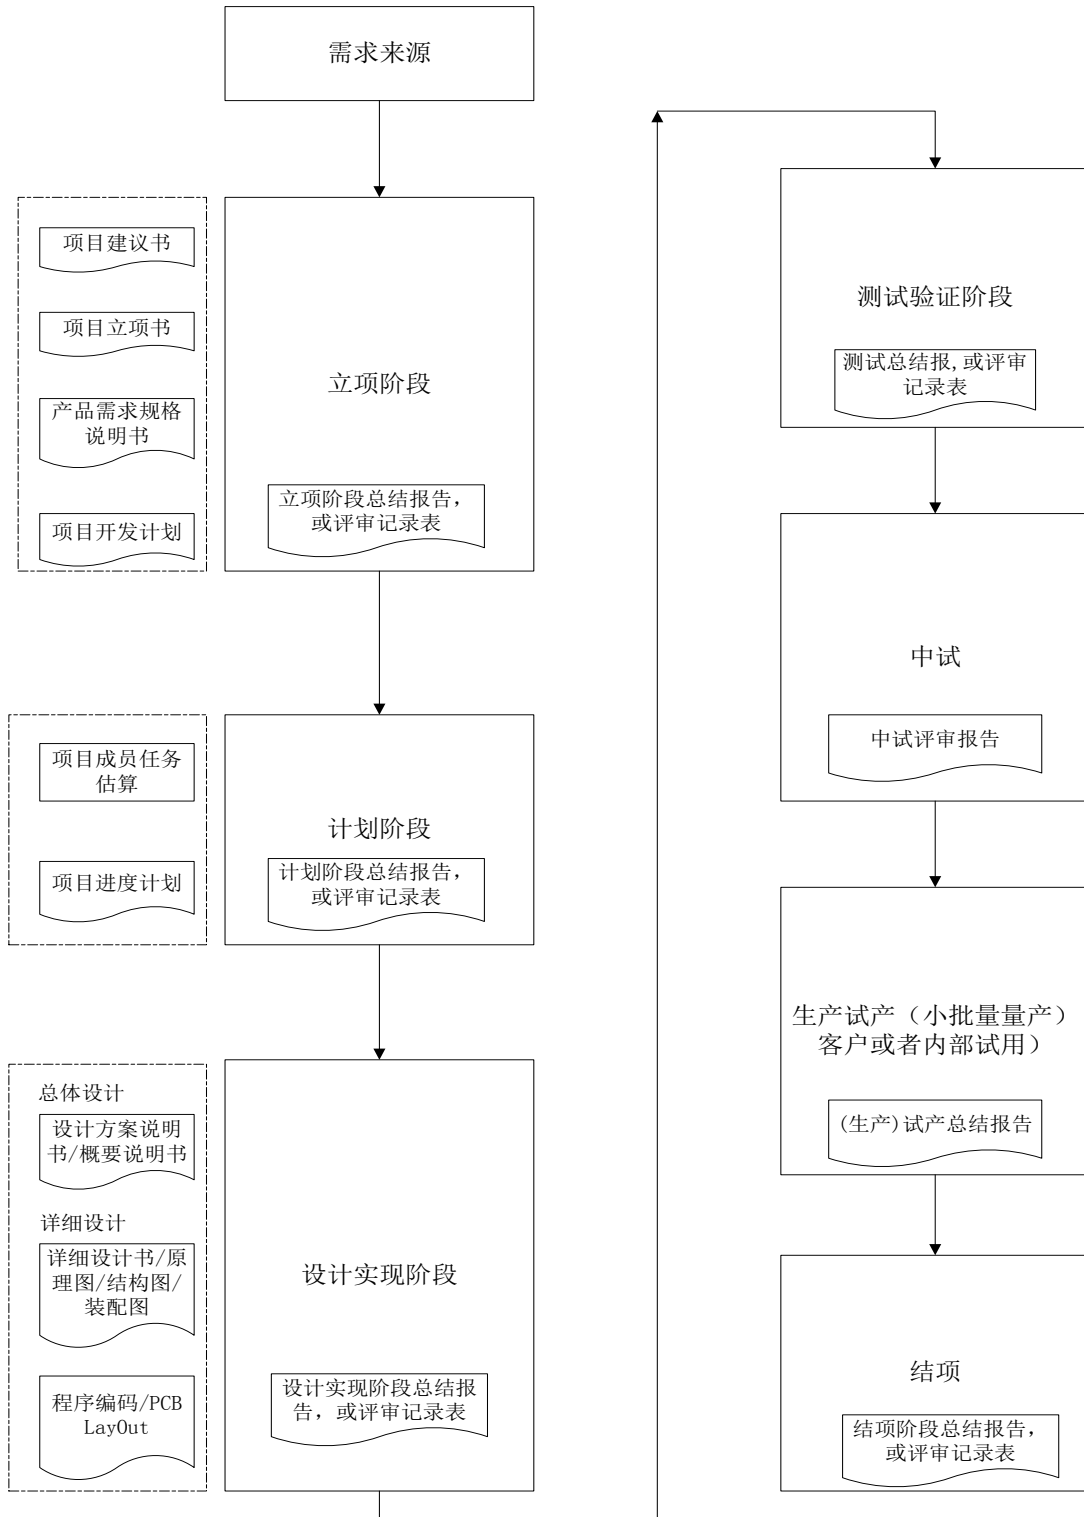 需求来源
项目建议书
项目立项书
产品需求规格
说明书
项目开发计划
立项阶段
立项阶段总结报告，
或评审记录表
项目成员任务
估算
项目进度计划
计划阶段
计划阶段总结报告，
或评审记录表
总体设计
设计方案说明
书/概要说明书
详细设计
详细设计书/原
理图/结构图/
装配图
程序编码/PCB
LayOut
设计实现阶段
设计实现阶段总结报
告，或评审记录表
测试验证阶段
测试总结报,或评审
记录表
中试
中试评审报告
生产试产（小批量量产）
客户或者内部试用）
(生产)试产总结报告
结项
结项阶段总结报告，
或评审记录表